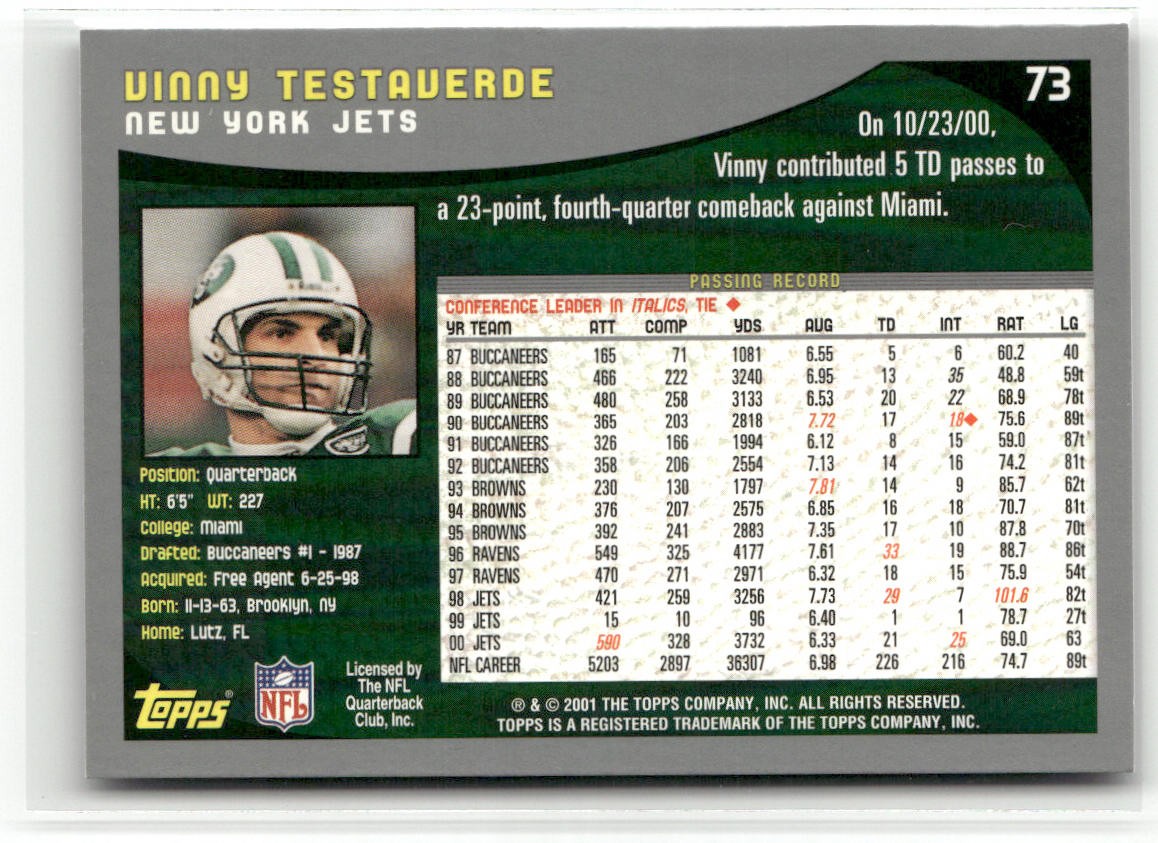 VINNY TESTAVERDE
NEW YORK JETS
73
On 10/23/00,
Vinny contributed 5 TD passes to
a 23-point, fourth-quarter comeback against Miami.
PASSING RECORD
CONFERENCE LEADER IN ITALICS, TIE ◆
YR TEAM ATT COMP YDS AVG TD INT RAT LG
87 BUCCANEERS 165 71 1081 6.55 5 6 60.2 40
88 BUCCANEERS 466 222 3240 6.95 13 35 48.8 59t
89 BUCCANEERS 480 258 3133 6.53 20 22 68.9 78t
90 BUCCANEERS 365 203 2818 7.72 17 18◆ 75.6 89t
91 BUCCANEERS 326 166 1994 6.12 8 15 59.0 87t
92 BUCCANEERS 358 206 2554 7.13 14 16 74.2 81t
93 BROWNS 230 130 1797 7.81 14 9 85.7 62t
94 BROWNS 376 207 2575 6.85 16 18 70.7 81t
95 BROWNS 392 241 2883 7.35 17 10 87.8 70t
96 RAVENS 549 325 4177 7.61 33 19 88.7 86t
97 RAVENS 470 271 2971 6.32 18 15 75.9 54t
98 JETS 421 259 3256 7.73 29 7 101.6 82t
99 JETS 15 10 96 6.40 1 1 78.7 27t
00 JETS 590 328 3732 6.33 21 25 69.0 63
NFL CAREER 5203 2897 36307 6.98 226 216 74.7 89t
Position: Quarterback
HT: 6'5" WT: 227
College: Miami
Drafted: Buccaneers #1 - 1987
Acquired: Free Agent 6-25-98
Born: 11-13-63, Brooklyn, NY
Home: Lutz, FL
TOPPS®
NFL
Licensed by
The NFL
Quarterback
Club, Inc.
® & © 2001 THE TOPPS COMPANY, INC. ALL RIGHTS RESERVED.
TOPPS IS A REGISTERED TRADEMARK OF THE TOPPS COMPANY, INC.